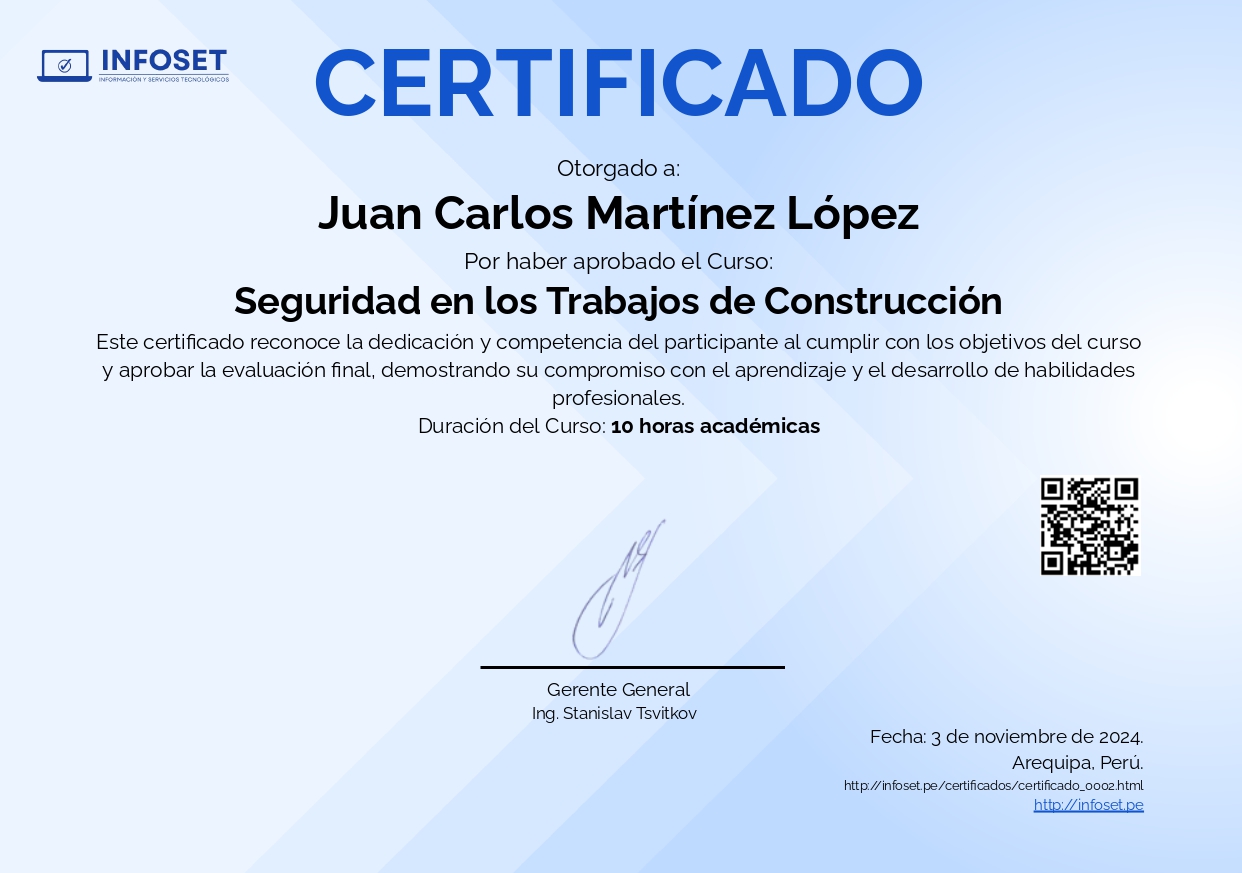 INFOSET
INFORMACIÓN Y SERVICIOS TECNOLÓGICOS
CERTIFICADO
Otorgado a:
Juan Carlos Martínez López
Por haber aprobado el Curso:
Seguridad en los Trabajos de Construcción
Este certificado reconoce la dedicación y competencia del participante al cumplir con los objetivos del curso
y aprobar la evaluación final, demostrando su compromiso con el aprendizaje y el desarrollo de habilidades
profesionales.
Duración del Curso: 10 horas académicas
Gerente General
Ing. Stanislav Tsvitkov
Fecha: 3 de noviembre de 2024.
Arequipa, Perú.
http://infoset.pe/certificados/certificado_0002.html
http://infoset.pe